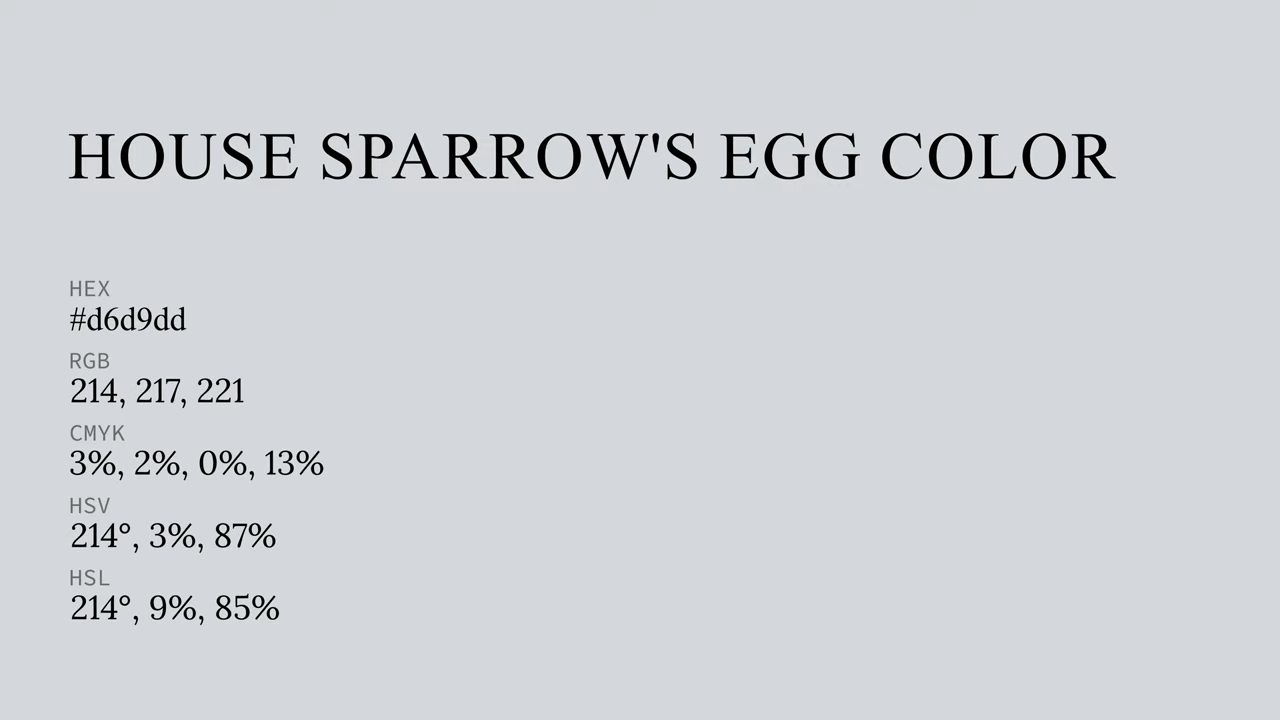 HOUSE SPARROW'S EGG COLOR
HEX
#d6d9dd
RGB
214, 217, 221
CMYK
3%, 2%, 0%, 13%
HSV
214°, 3%, 87%
HSL
214°, 9%, 85%